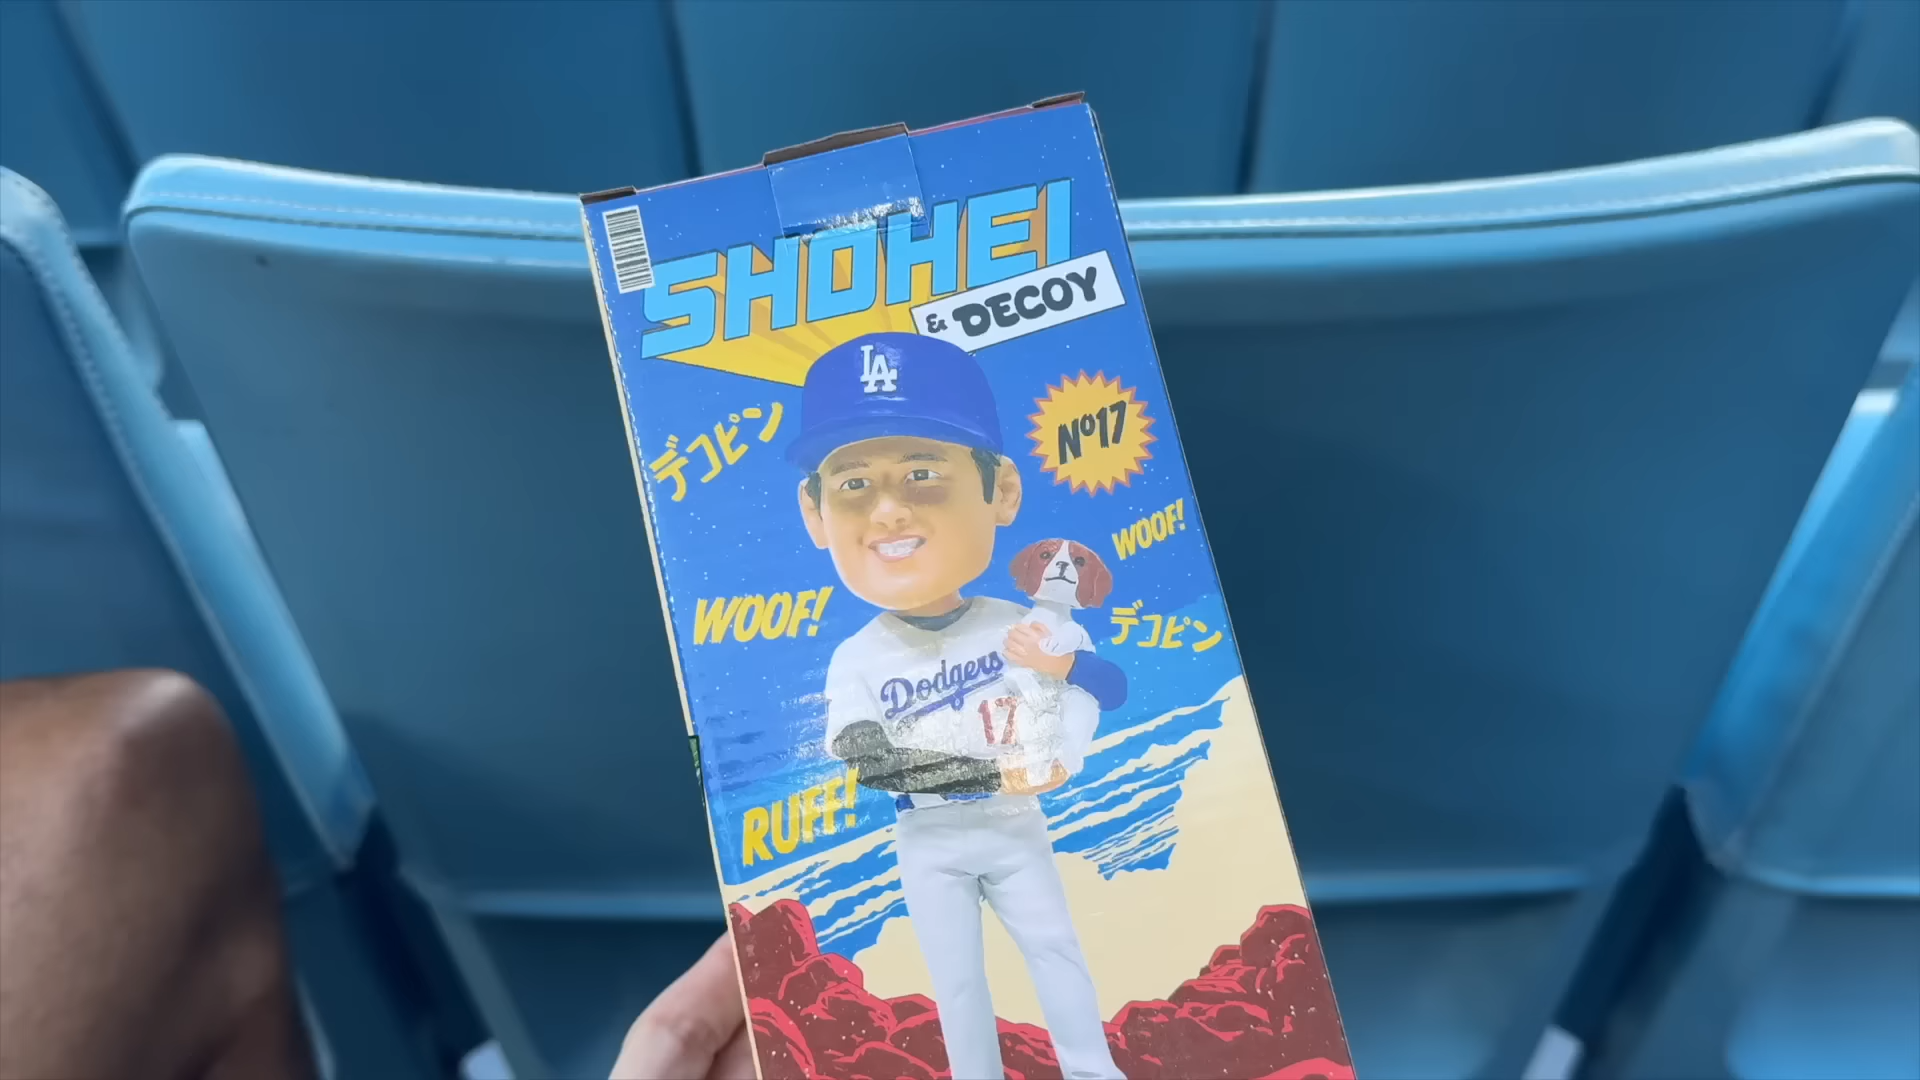 SHOHEI
& DECOY
LA
デコピン
Nº17
WOOF!
WOOF!
デコピン
Dodgers
17
RUFF!